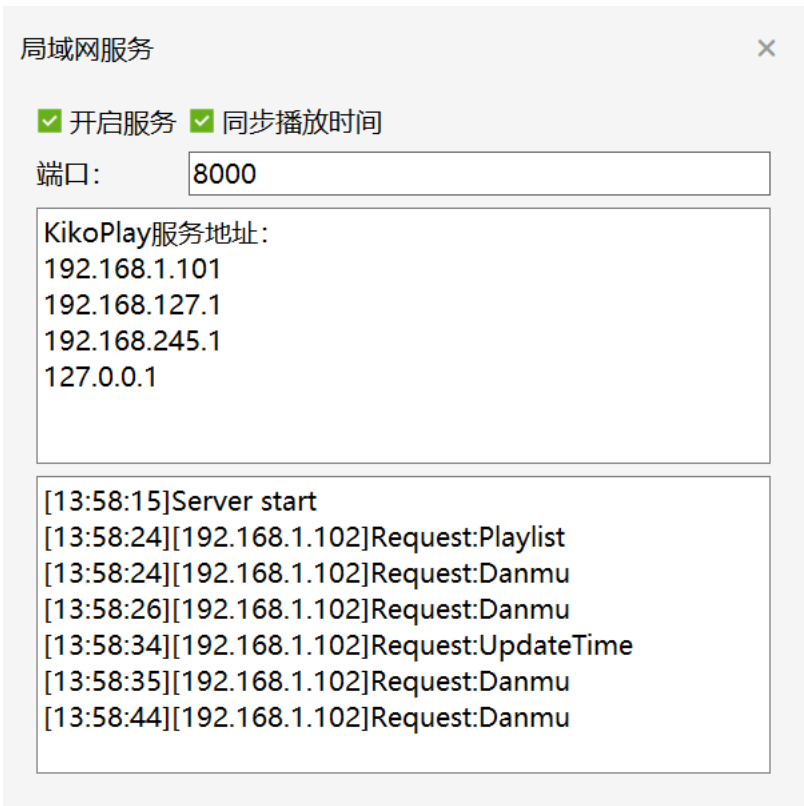 局域网服务
开启服务 同步播放时间
端口： 8000
KikoPlay服务地址：
192.168.1.101
192.168.127.1
192.168.245.1
127.0.0.1
[13:58:15]Server start
[13:58:24][192.168.1.102]Request:Playlist
[13:58:24][192.168.1.102]Request:Danmu
[13:58:26][192.168.1.102]Request:Danmu
[13:58:34][192.168.1.102]Request:UpdateTime
[13:58:35][192.168.1.102]Request:Danmu
[13:58:44][192.168.1.102]Request:Danmu